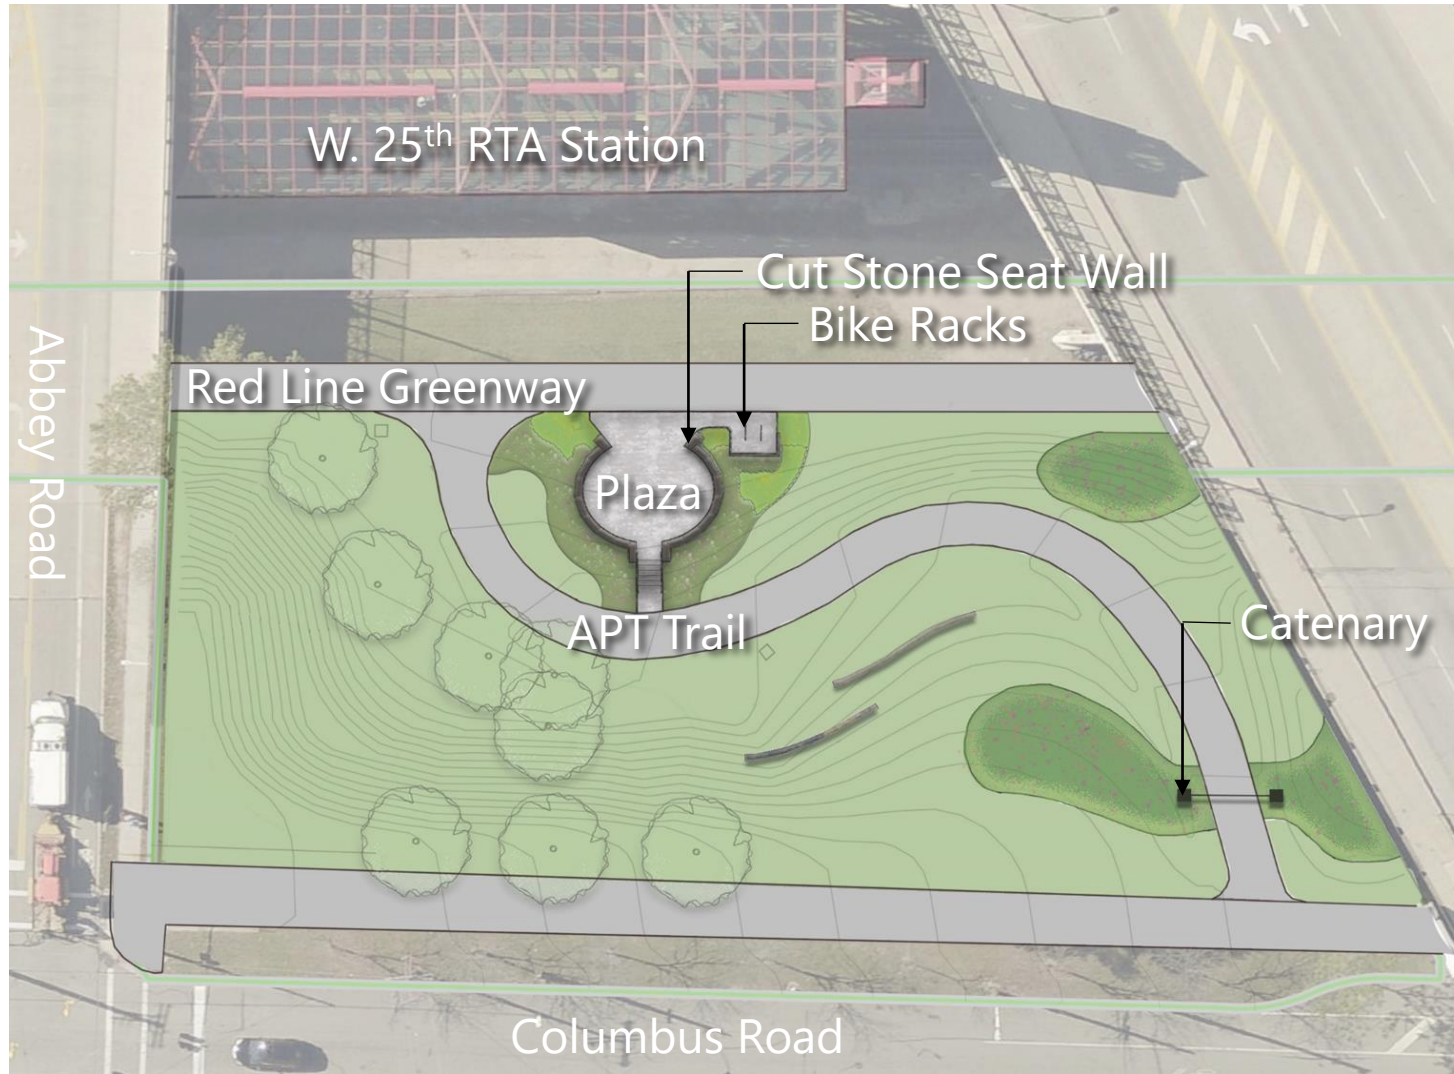 W. 25th RTA Station
Cut Stone Seat Wall
Bike Racks
Abbey Road
Red Line Greenway
Plaza
APT Trail
Catenary
Columbus Road